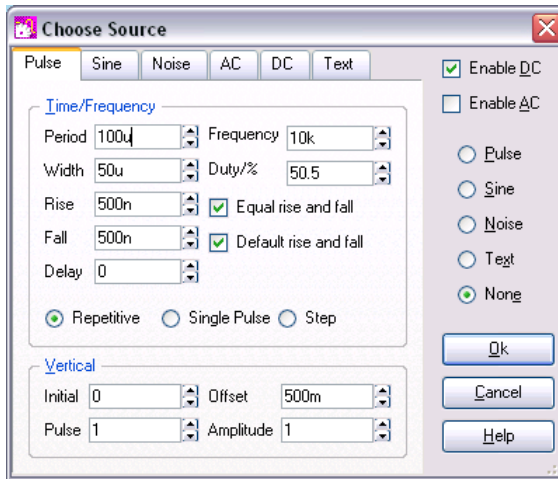 Choose Source
Pulse Sine Noise AC DC Text
Time/Frequency
Period 100u Frequency 10k
Width 50u Duty/% 50.5
Rise 500n Equal rise and fall
Fall 500n Default rise and fall
Delay 0
Repetitive Single Pulse Step
Vertical
Initial 0 Offset 500m
Pulse 1 Amplitude 1
Enable DC
Enable AC
Pulse
Sine
Noise
Text
None
Ok
Cancel
Help